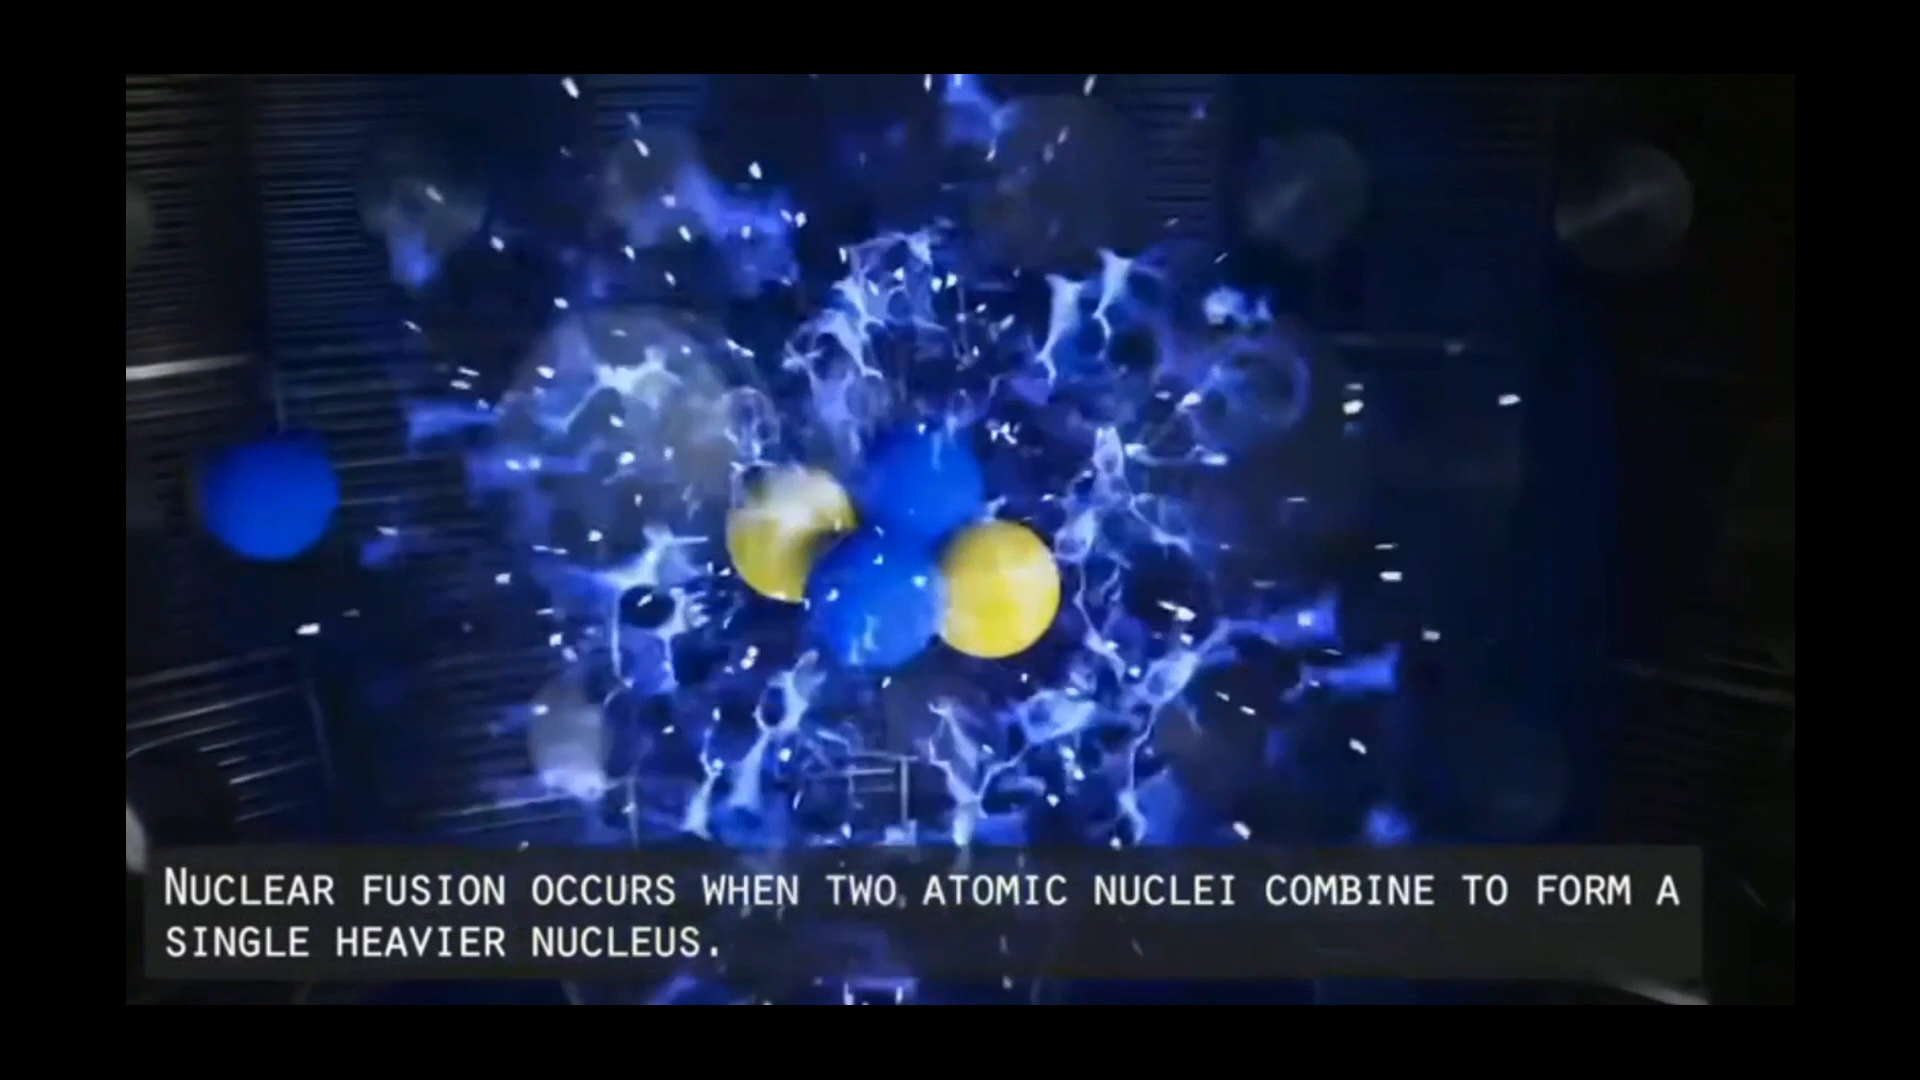 NUCLEAR FUSION OCCURS WHEN TWO ATOMIC NUCLEI COMBINE TO FORM A
SINGLE HEAVIER NUCLEUS.